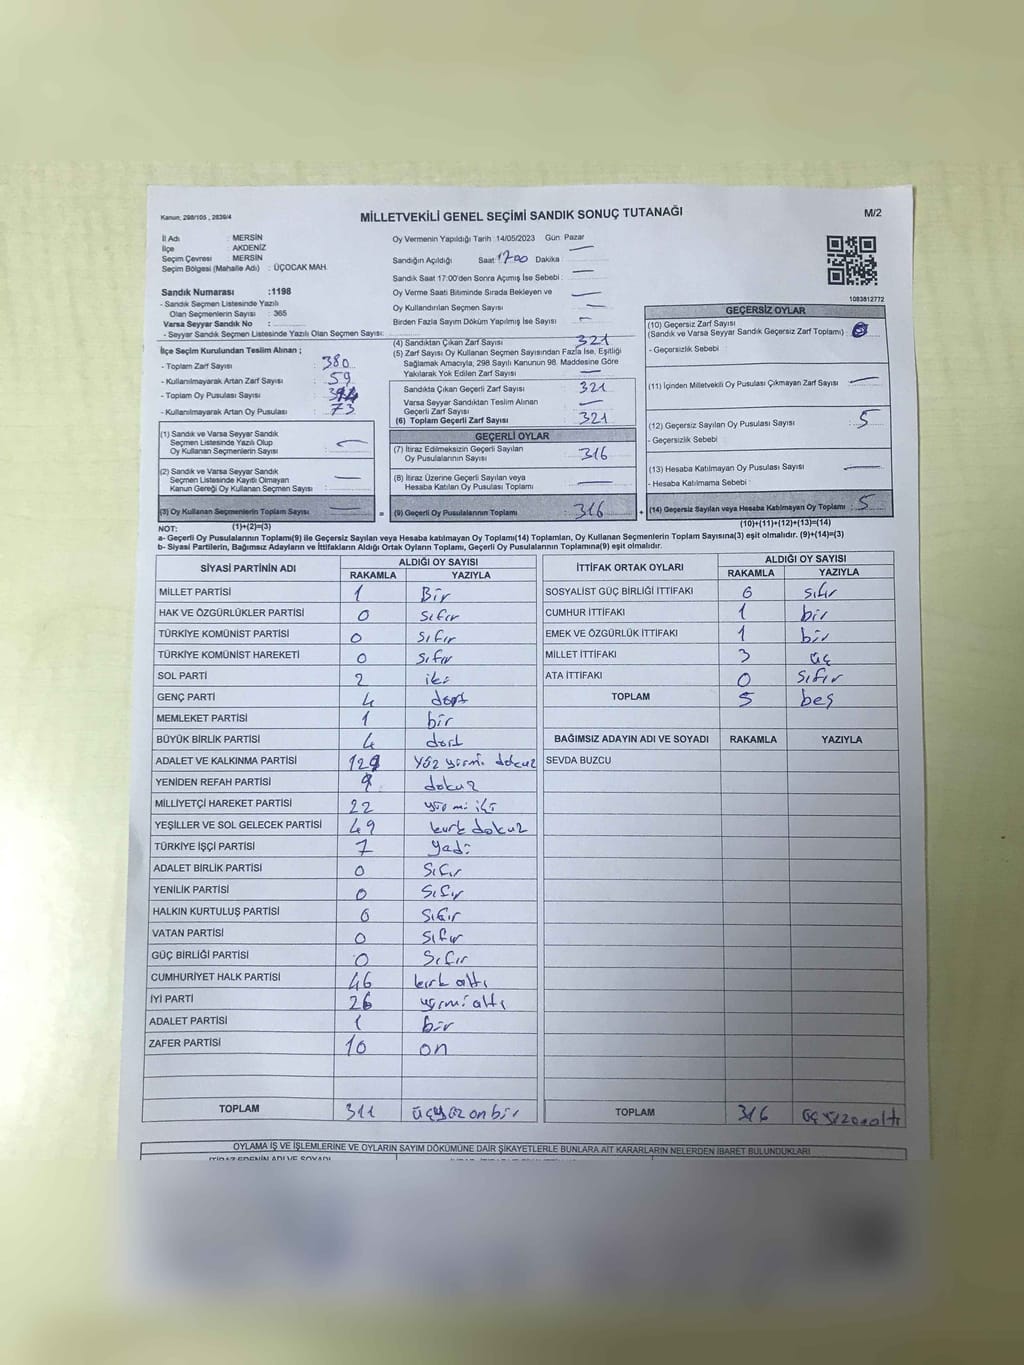 Kanun; 298/105 , 2839/4
MİLLETVEKİLİ GENEL SEÇİMİ SANDIK SONUÇ TUTANAĞI
M/2
İl Adı : MERSİN
İlçe : AKDENİZ
Seçim Çevresi : MERSİN
Seçim Bölgesi (Mahalle Adı) : ÜÇOCAK MAH.
Sandık Numarası :1198
- Sandık Seçmen Listesinde Yazılı
Olan Seçmenlerin Sayısı : 365
Varsa Seyyar Sandık No :
- Seyyar Sandık Seçmen Listesinde Yazılı Olan Seçmen Sayısı:
Oy Vermenin Yapıldığı Tarih :14/05/2023 Gün: Pazar
Sandığın Açıldığı Saat 1700 Dakika
Sandık Saat 17:00'den Sonra Açımış İse Sebebi :
Oy Verme Saati Bitiminde Sırada Bekleyen ve
Oy Kullandırılan Seçmen Sayısı
Birden Fazla Sayım Döküm Yapılmış İse Sayısı
1083812772
İlçe Seçim Kurulundan Teslim Alınan ;
- Toplam Zarf Sayısı : 380
- Kullanılmayarak Artan Zarf Sayısı : 59
- Toplam Oy Pusulası Sayısı :
- Kullanılmayarak Artan Oy Pusulası : 73
(1) Sandık ve Varsa Seyyar Sandık
Seçmen Listesinde Yazılı Olup
Oy Kullanan Seçmenlerin Sayısı
(2) Sandık ve Varsa Seyyar Sandık
Seçmen Listesinde Kayıtlı Olmayan
Kanun Gereği Oy Kullanan Seçmen Sayısı
(3) Oy Kullanan Seçmenlerin Toplam Sayısı
(4) Sandıktan Çıkan Zarf Sayısı 321
(5) Zarf Sayısı Oy Kullanan Seçmen Sayısından Fazla İse, Eşitliği
Sağlamak Amacıyla, 298 Sayılı Kanunun 98. Maddesine Göre
Yakılarak Yok Edilen Zarf Sayısı
Sandıkta Çıkan Geçerli Zarf Sayısı 321
Varsa Seyyar Sandıktan Teslim Alınan
Geçerli Zarf Sayısı
(6) Toplam Geçerli Zarf Sayısı 321
GEÇERLİ OYLAR
(7) İtiraz Edilmeksizin Geçerli Sayılan
Oy Pusulalarının Sayısı 316
(8) İtiraz Üzerine Geçerli Sayılan veya
Hesaba Katılan Oy Pusulası Toplamı
= (9) Geçerli Oy Pusulalarının Toplamı 316
GEÇERSİZ OYLAR
(10) Geçersiz Zarf Sayısı
(Sandık ve Varsa Seyyar Sandık Geçersiz Zarf Toplamı)
- Geçersizlik Sebebi
(11) İçinden Milletvekili Oy Pusulası Çıkmayan Zarf Sayısı
(12) Geçersiz Sayılan Oy Pusulası Sayısı : 5
- Geçersizlik Sebebi
(13) Hesaba Katılmayan Oy Pusulası Sayısı
- Hesaba Katılmama Sebebi :
+ (14) Geçersiz Sayılan veya Hesaba Katılmayan Oy Toplamı : 5
NOT: (1)+(2)=(3)
(10)+(11)+(12)+(13)=(14)
a- Geçerli Oy Pusulalarının Toplamı(9) ile Geçersiz Sayılan veya Hesaba katılmayan Oy Toplamı(14) Toplamları, Oy Kullanan Seçmenlerin Toplam Sayısına(3) eşit olmalıdır. (9)+(14)=(3)
b- Siyasi Partilerin, Bağımsız Adayların ve İttifakların Aldığı Ortak Oyların Toplamı, Geçerli Oy Pusulalarının Toplamına(9) eşit olmalıdır.
SİYASİ PARTİNİN ADI ALDIĞI OY SAYISI
RAKAMLA YAZIYLA
MİLLET PARTİSİ 1 Bir
HAK VE ÖZGÜRLÜKLER PARTİSİ 0 sıfır
TÜRKİYE KOMÜNİST PARTİSİ 0 sıfır
TÜRKİYE KOMÜNİST HAREKETİ 0 sıfır
SOL PARTİ 2 iki
GENÇ PARTİ 4 dört
MEMLEKET PARTİSİ 1 bir
BÜYÜK BİRLİK PARTİSİ 4 dört
ADALET VE KALKINMA PARTİSİ 129 yüz yirmi dokuz
YENİDEN REFAH PARTİSİ 9 dokuz
MİLLİYETÇİ HAREKET PARTİSİ 22 yirmi iki
YEŞİLLER VE SOL GELECEK PARTİSİ 49 kırk dokuz
TÜRKİYE İŞÇİ PARTİSİ 7 yedi
ADALET BİRLİK PARTİSİ 0 Sıfır
YENİLİK PARTİSİ 0 Sıfır
HALKIN KURTULUŞ PARTİSİ 0 Sıfır
VATAN PARTİSİ 0 Sıfır
GÜÇ BİRLİĞİ PARTİSİ 0 Sıfır
CUMHURİYET HALK PARTİSİ 46 kırk altı
İYİ PARTİ 26 yirmi altı
ADALET PARTİSİ 1 bir
ZAFER PARTİSİ 10 on
TOPLAM 311 üçyüz on bir
İTTİFAK ORTAK OYLARI ALDIĞI OY SAYISI
RAKAMLA YAZIYLA
SOSYALİST GÜÇ BİRLİĞİ İTTİFAKI 0 sıfır
CUMHUR İTTİFAKI 1 bir
EMEK VE ÖZGÜRLÜK İTTİFAKI 1 bir
MİLLET İTTİFAKI 3 üç
ATA İTTİFAKI 0 sıfır
TOPLAM 5 beş
BAĞIMSIZ ADAYIN ADI VE SOYADI RAKAMLA YAZIYLA
SEVDA BUZCU
TOPLAM 316 üçyüzonaltı
OYLAMA İŞ VE İŞLEMLERİNE VE OYLARIN SAYIM DÖKÜMÜNE DAİR ŞİKAYETLERLE BUNLARA AİT KARARLARIN NELERDEN İBARET BULUNDUKLARI